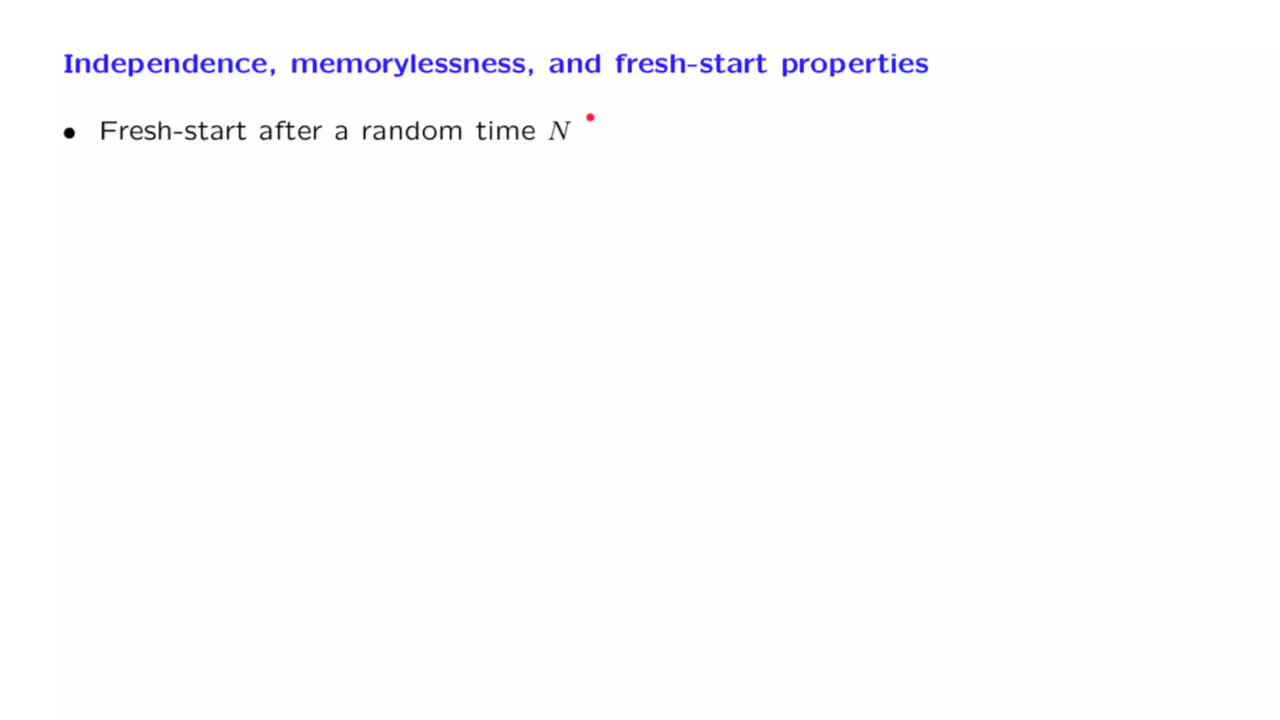 Independence, memorylessness, and fresh-start properties
• Fresh-start after a random time N